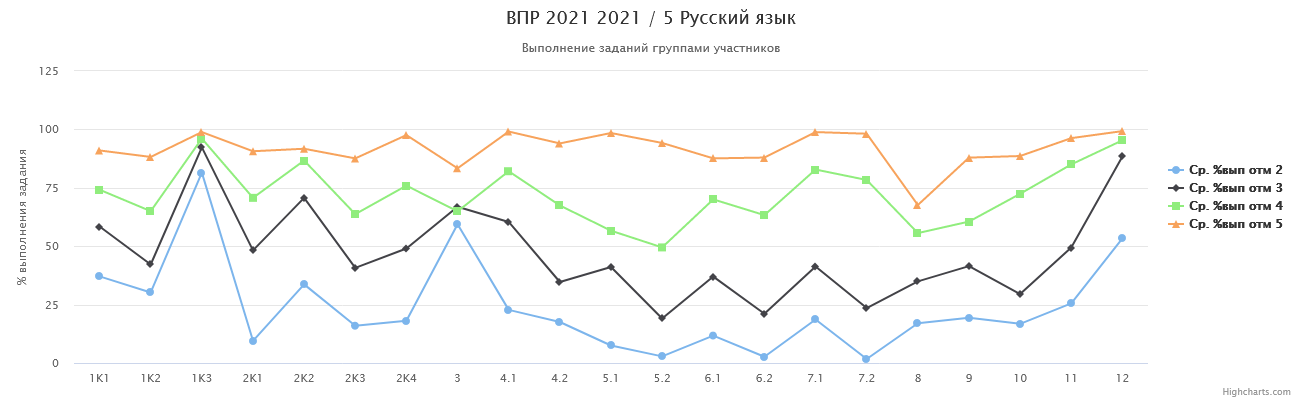 ВПР 2021 2021 / 5 Русский язык
Выполнение заданий группами участников
% выполнения задания
125
100
75
50
25
0
1К1 1К2 1К3 2К1 2К2 2К3 2К4 3 4.1 4.2 5.1 5.2 6.1 6.2 7.1 7.2 8 9 10 11 12
Ср. %вып отм 2
Ср. %вып отм 3
Ср. %вып отм 4
Ср. %вып отм 5
Highcharts.com